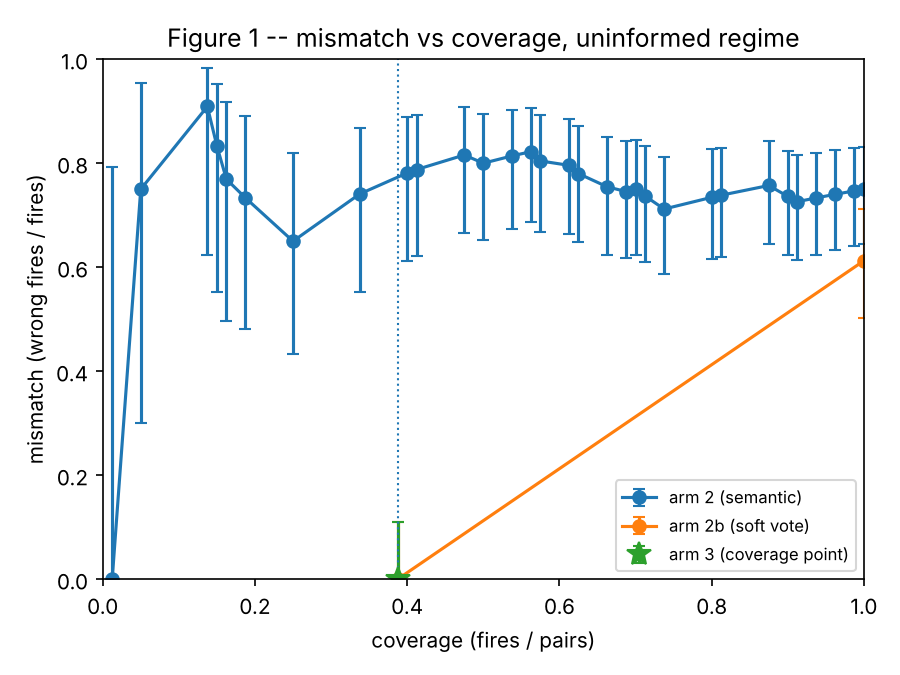 Figure 1 -- mismatch vs coverage, uninformed regime
mismatch (wrong fires / fires)
1.0
0.8
0.6
0.4
0.2
0.0
0.0 0.2 0.4 0.6 0.8 1.0
coverage (fires / pairs)
arm 2 (semantic)
arm 2b (soft vote)
arm 3 (coverage point)